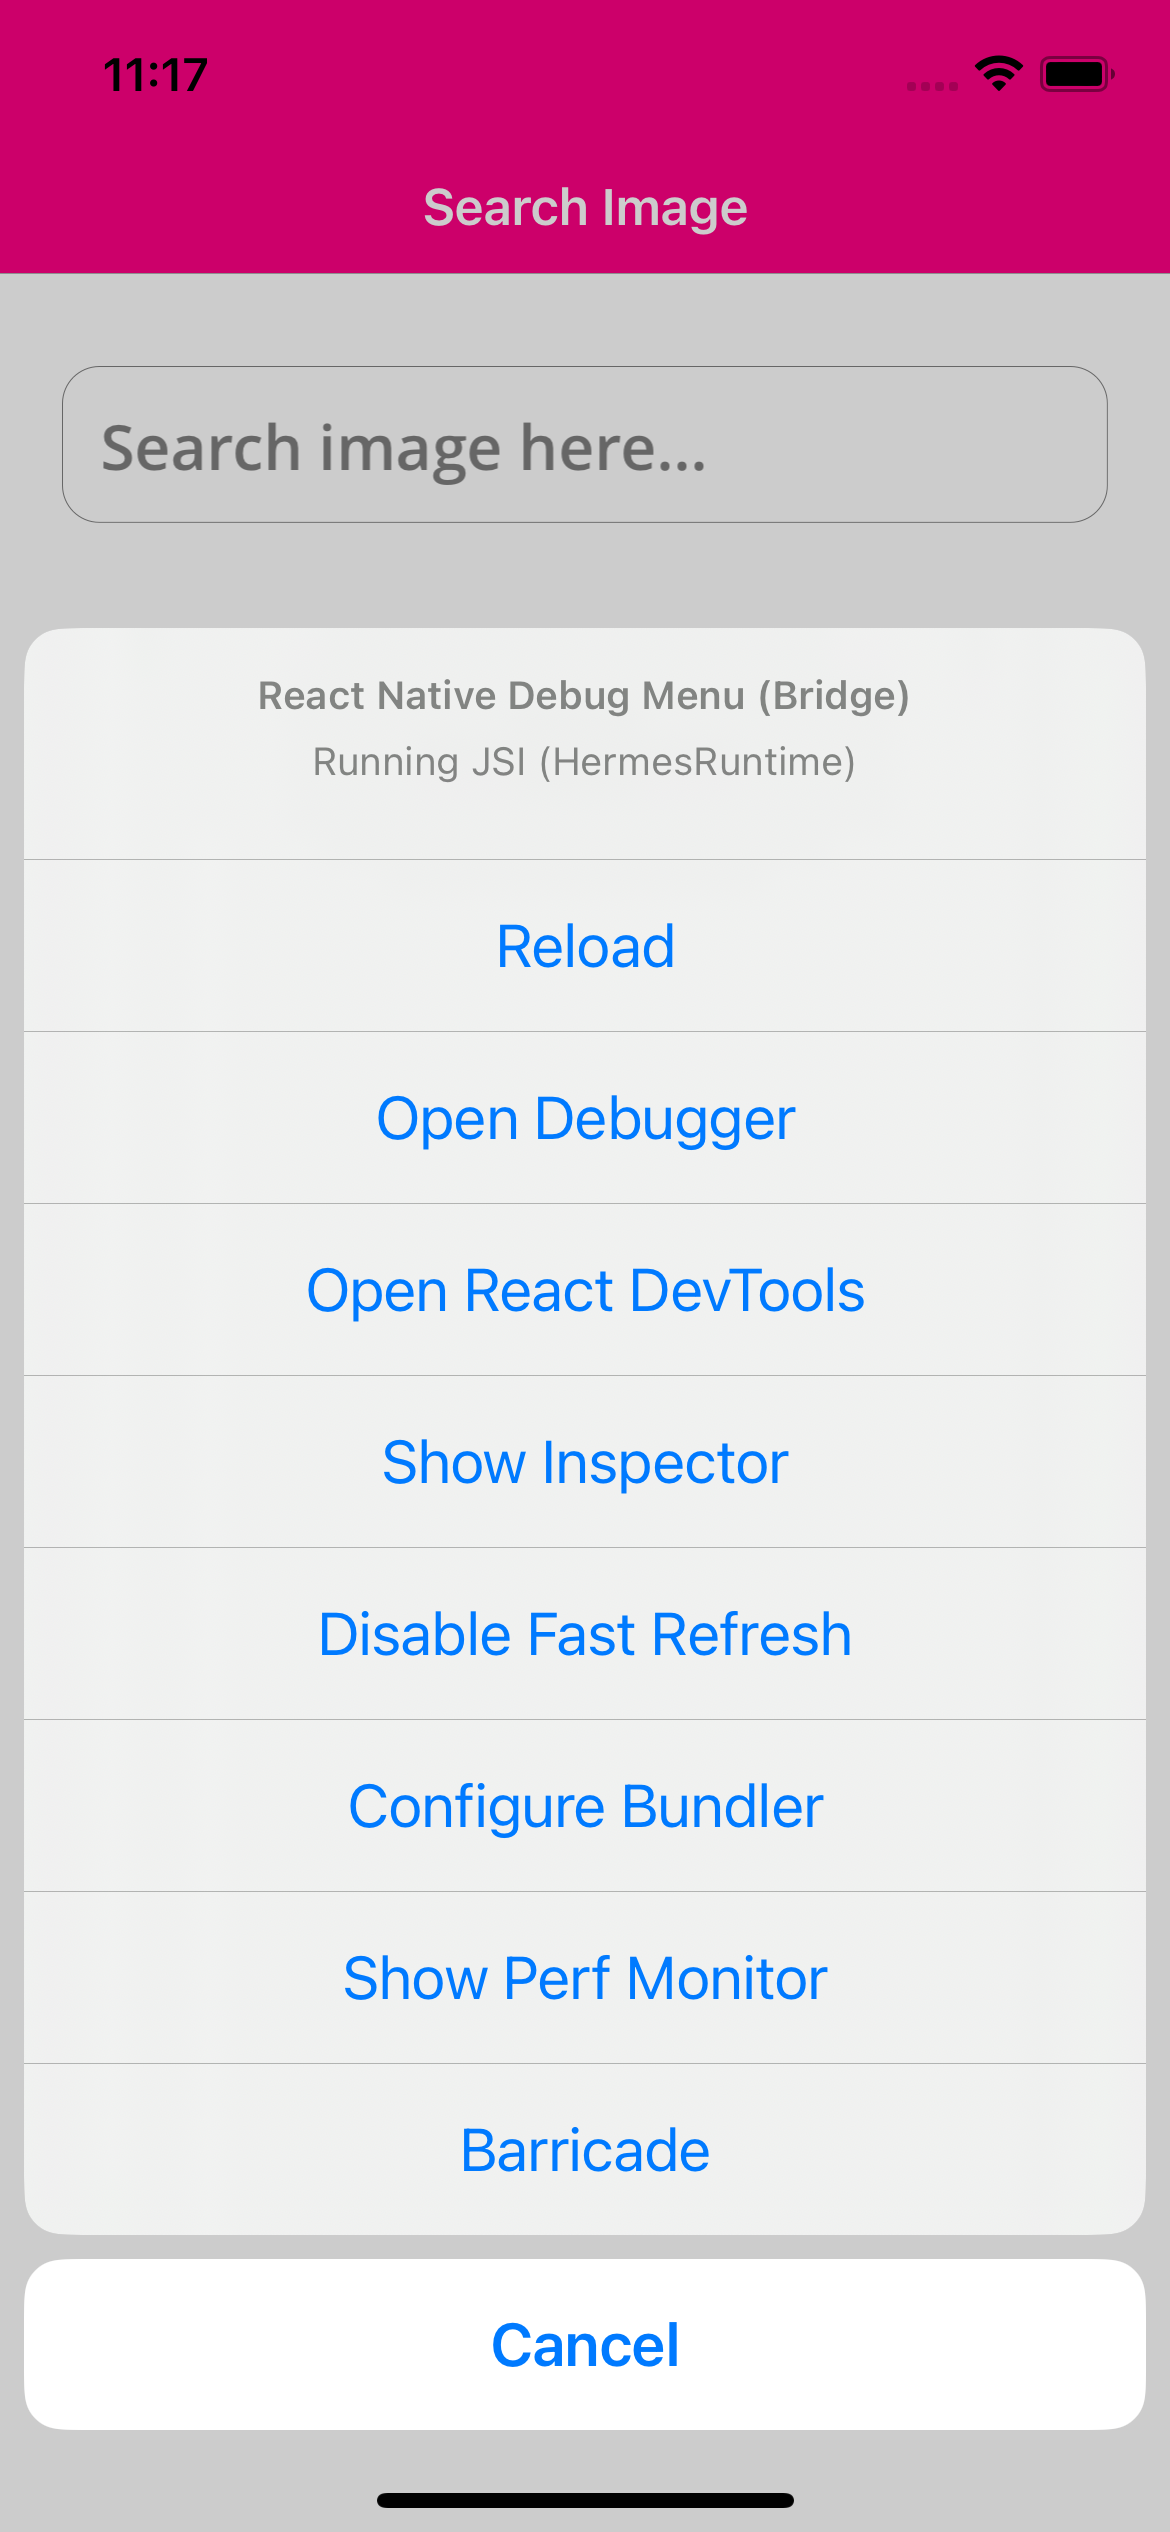 11:17
Search Image
Search image here...
React Native Debug Menu (Bridge)
Running JSI (HermesRuntime)
Reload
Open Debugger
Open React DevTools
Show Inspector
Disable Fast Refresh
Configure Bundler
Show Perf Monitor
Barricade
Cancel